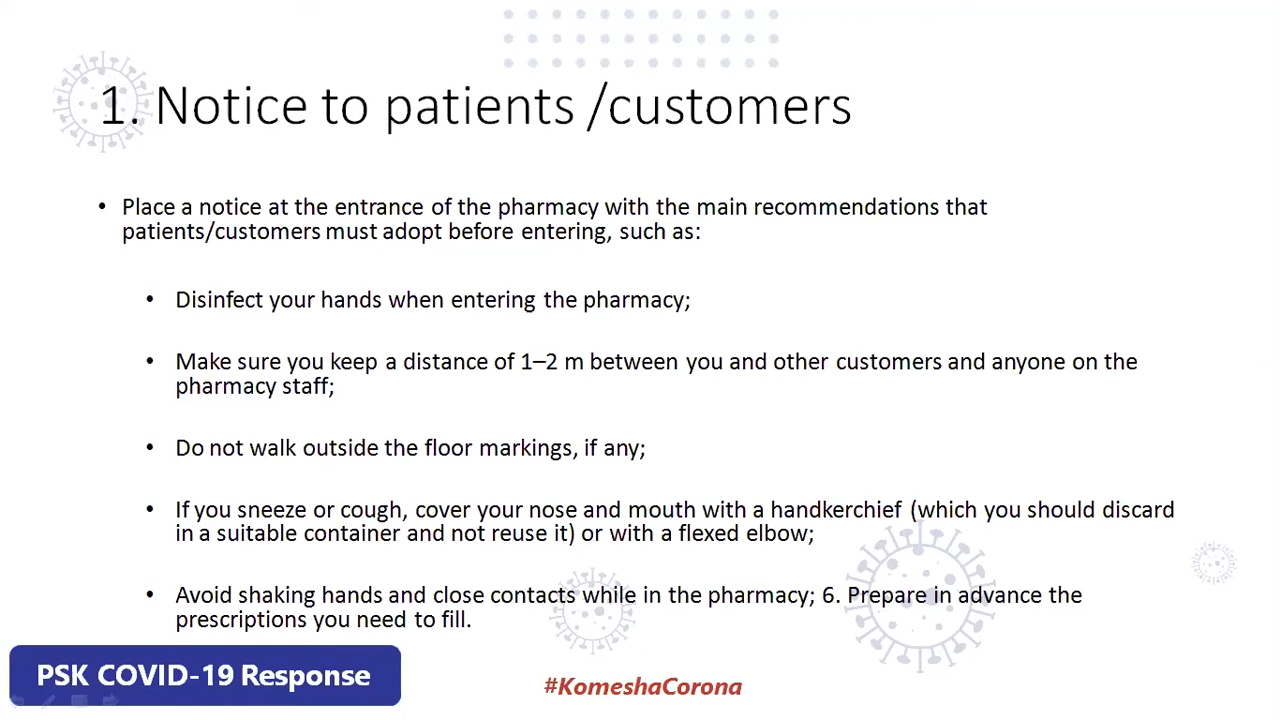 1. Notice to patients /customers
• Place a notice at the entrance of the pharmacy with the main recommendations that
patients/customers must adopt before entering, such as:
• Disinfect your hands when entering the pharmacy;
• Make sure you keep a distance of 1–2 m between you and other customers and anyone on the
pharmacy staff;
• Do not walk outside the floor markings, if any;
• If you sneeze or cough, cover your nose and mouth with a handkerchief (which you should discard
in a suitable container and not reuse it) or with a flexed elbow;
• Avoid shaking hands and close contacts while in the pharmacy; 6. Prepare in advance the
prescriptions you need to fill.
PSK COVID-19 Response
#KomeshaCorona